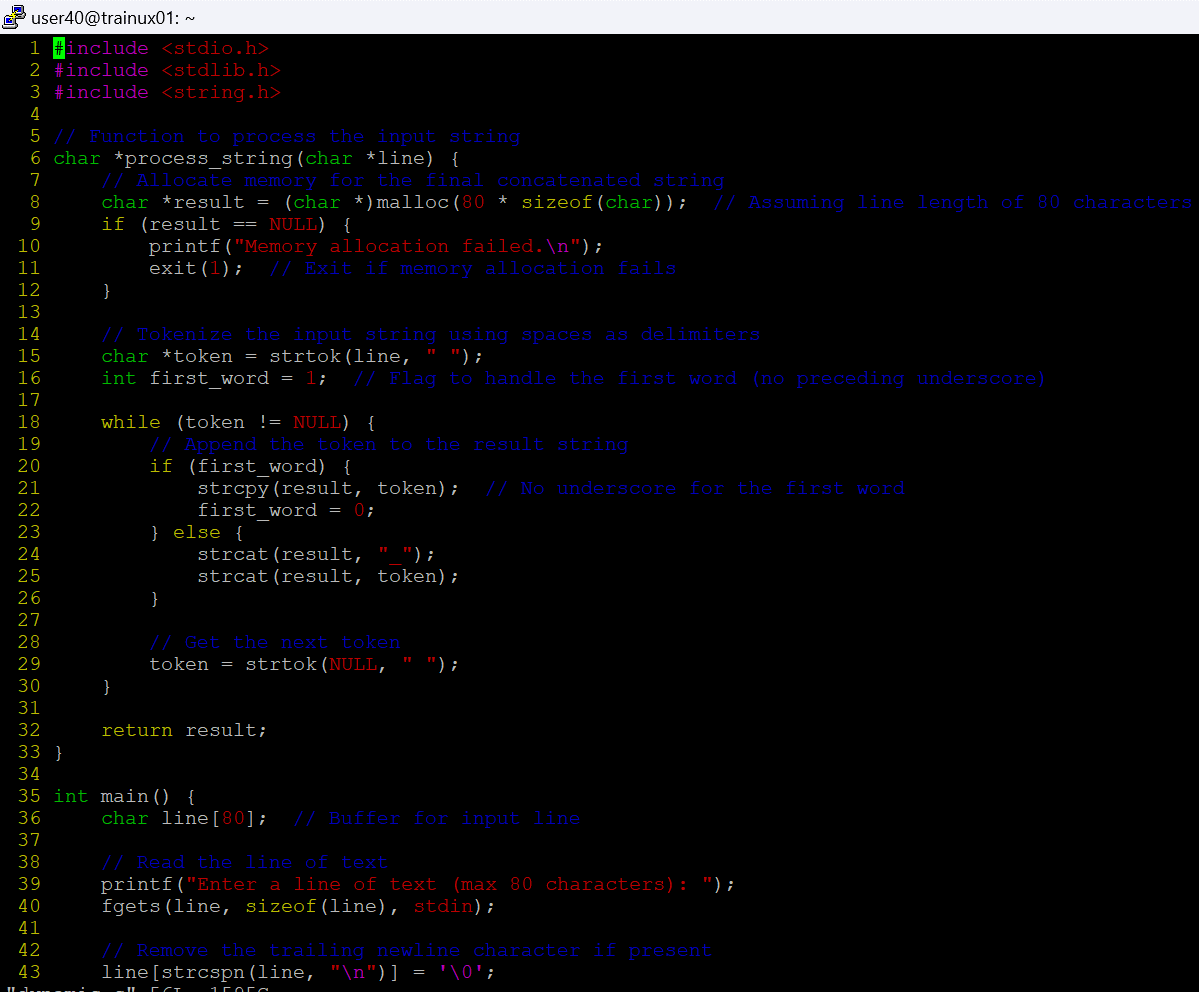 user40@trainux01: ~
1 #include <stdio.h>
2 #include <stdlib.h>
3 #include <string.h>
4
5 // Function to process the input string
6 char *process_string(char *line) {
7     // Allocate memory for the final concatenated string
8     char *result = (char *)malloc(80 * sizeof(char));  // Assuming line length of 80 characters
9     if (result == NULL) {
10         printf("Memory allocation failed.\n");
11         exit(1);  // Exit if memory allocation fails
12     }
13
14     // Tokenize the input string using spaces as delimiters
15     char *token = strtok(line, " ");
16     int first_word = 1;  // Flag to handle the first word (no preceding underscore)
17
18     while (token != NULL) {
19         // Append the token to the result string
20         if (first_word) {
21             strcpy(result, token);  // No underscore for the first word
22             first_word = 0;
23         } else {
24             strcat(result, "_");
25             strcat(result, token);
26         }
27
28         // Get the next token
29         token = strtok(NULL, " ");
30     }
31
32     return result;
33 }
34
35 int main() {
36     char line[80];  // Buffer for input line
37
38     // Read the line of text
39     printf("Enter a line of text (max 80 characters): ");
40     fgets(line, sizeof(line), stdin);
41
42     // Remove the trailing newline character if present
43     line[strcspn(line, "\n")] = '\0';